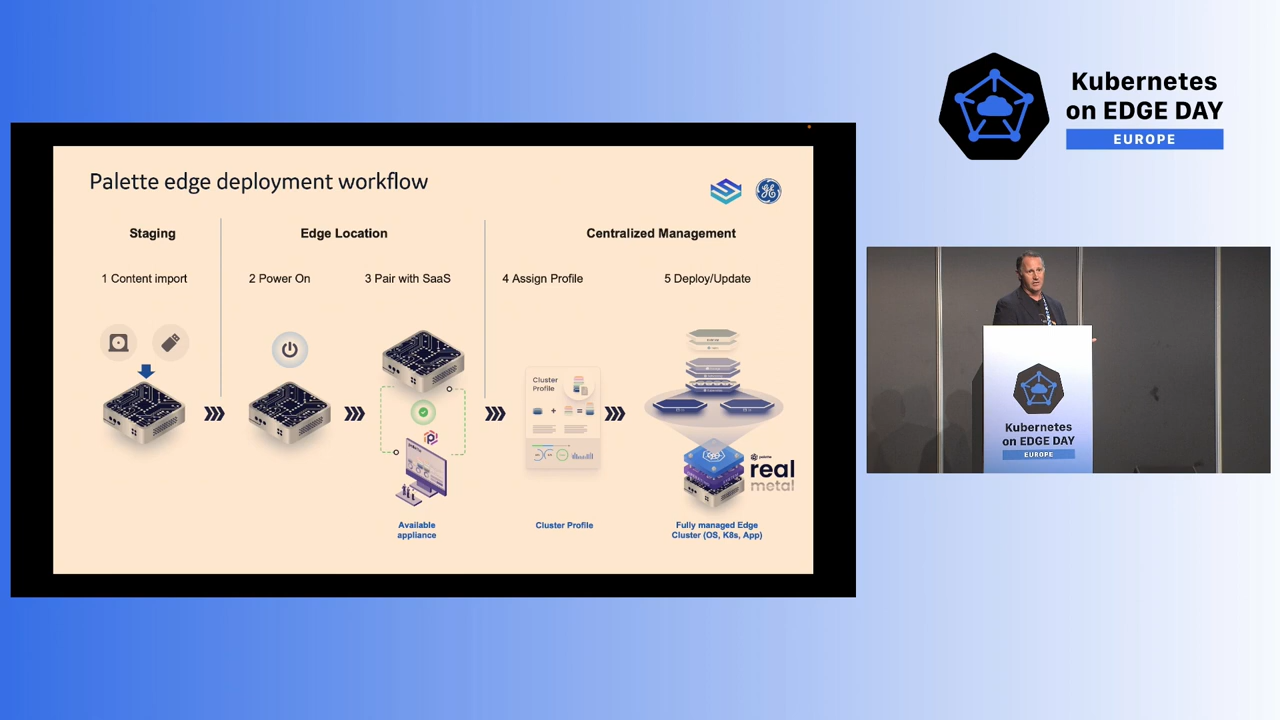 Kubernetes
on EDGE DAY
EUROPE
Palette edge deployment workflow
Staging
Edge Location
Centralized Management
1 Content import
2 Power On
3 Pair with SaaS
4 Assign Profile
5 Deploy/Update
Cluster
Profile
palette
real
metal
Available
appliance
Cluster Profile
Fully managed Edge
Cluster (OS, K8s, App)
Kubernetes
on EDGE DAY
EUROPE